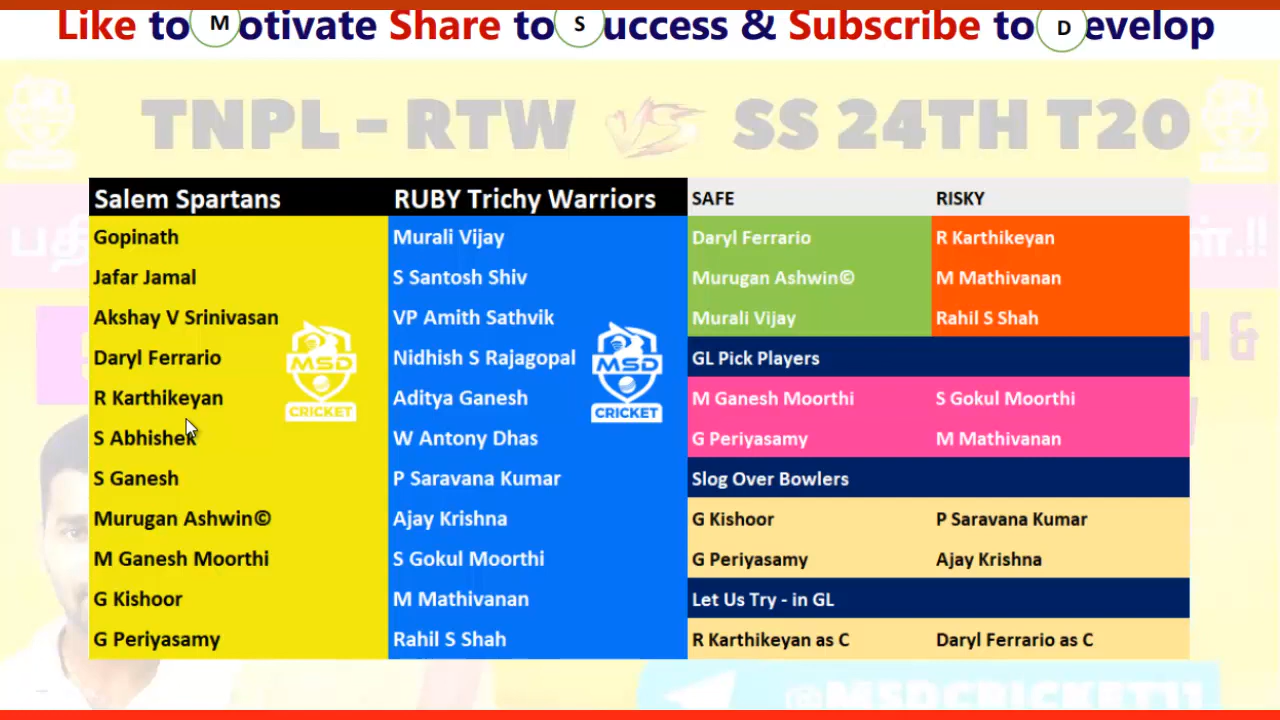 Like to Motivate Share to Success & Subscribe to Develop
TNPL - RTW VS SS 24TH T20
Salem Spartans RUBY Trichy Warriors SAFE RISKY
Gopinath Murali Vijay Daryl Ferrario R Karthikeyan
Jafar Jamal S Santosh Shiv Murugan Ashwin© M Mathivanan
Akshay V Srinivasan VP Amith Sathvik Murali Vijay Rahil S Shah
Daryl Ferrario Nidhish S Rajagopal GL Pick Players
R Karthikeyan Aditya Ganesh M Ganesh Moorthi S Gokul Moorthi
S Abhishek W Antony Dhas G Periyasamy M Mathivanan
S Ganesh P Saravana Kumar Slog Over Bowlers
Murugan Ashwin© Ajay Krishna G Kishoor P Saravana Kumar
M Ganesh Moorthi S Gokul Moorthi G Periyasamy Ajay Krishna
G Kishoor M Mathivanan Let Us Try - in GL
G Periyasamy Rahil S Shah R Karthikeyan as C Daryl Ferrario as C
MSD CRICKET
MSD CRICKET
@MSDCRICKET11